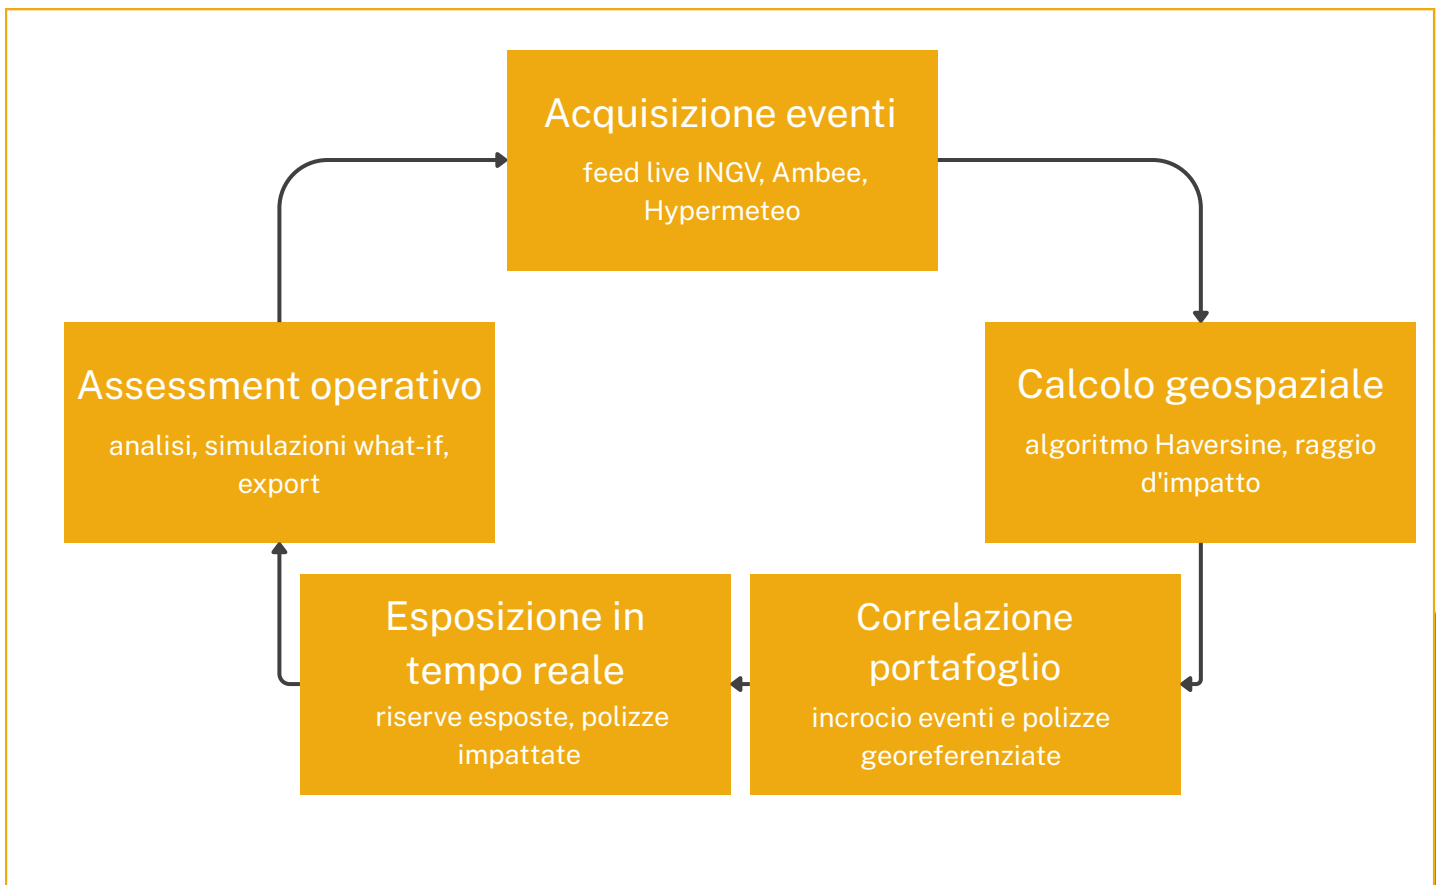 Acquisizione eventi
feed live INGV, Ambee,
Hypermeteo
Calcolo geospaziale
algoritmo Haversine, raggio
d'impatto
Correlazione
portafoglio
incrocio eventi e polizze
georeferenziate
Esposizione in
tempo reale
riserve esposte, polizze
impattate
Assessment operativo
analisi, simulazioni what-if,
export